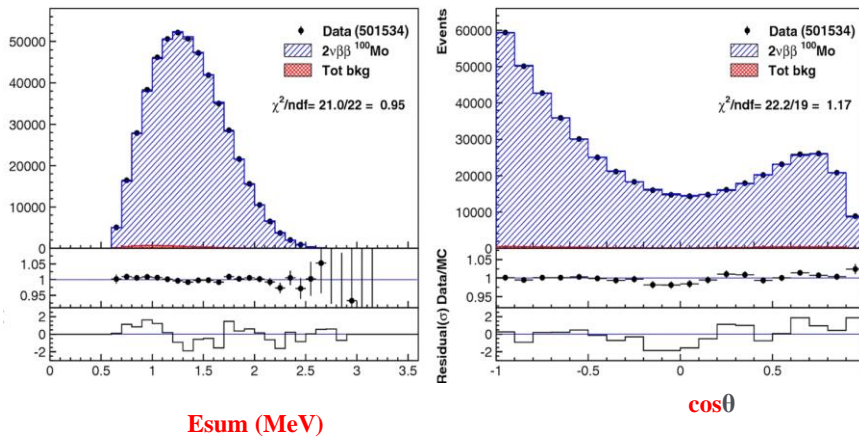 50000
40000
30000
20000
10000
0
Data (501534)
2νββ ¹⁰⁰Mo
Tot bkg
χ²/ndf= 21.0/22 = 0.95
1.05
1
0.95
2
0
-2
0 0.5 1 1.5 2 2.5 3 3.5
Esum (MeV)
Events
60000
50000
40000
30000
20000
10000
0
Data (501534)
2νββ ¹⁰⁰Mo
Tot bkg
χ²/ndf= 22.2/19 = 1.17
Data/MC
1.05
1
0.95
Residual(σ)
2
0
-2
-1 -0.5 0 0.5
cosθ